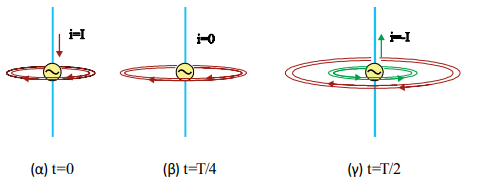 i=I
i=0
i=-I
(α) t=0
(β) t=T/4
(γ) t=T/2